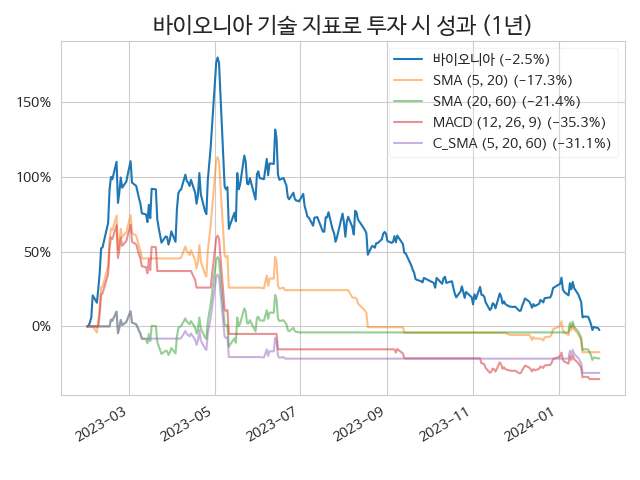 바이오니아 기술 지표로 투자 시 성과 (1년)
바이오니아 (-2.5%)
SMA (5, 20) (-17.3%)
SMA (20, 60) (-21.4%)
MACD (12, 26, 9) (-35.3%)
C_SMA (5, 20, 60) (-31.1%)
150%
100%
50%
0%
2023-03
2023-05
2023-07
2023-09
2023-11
2024-01